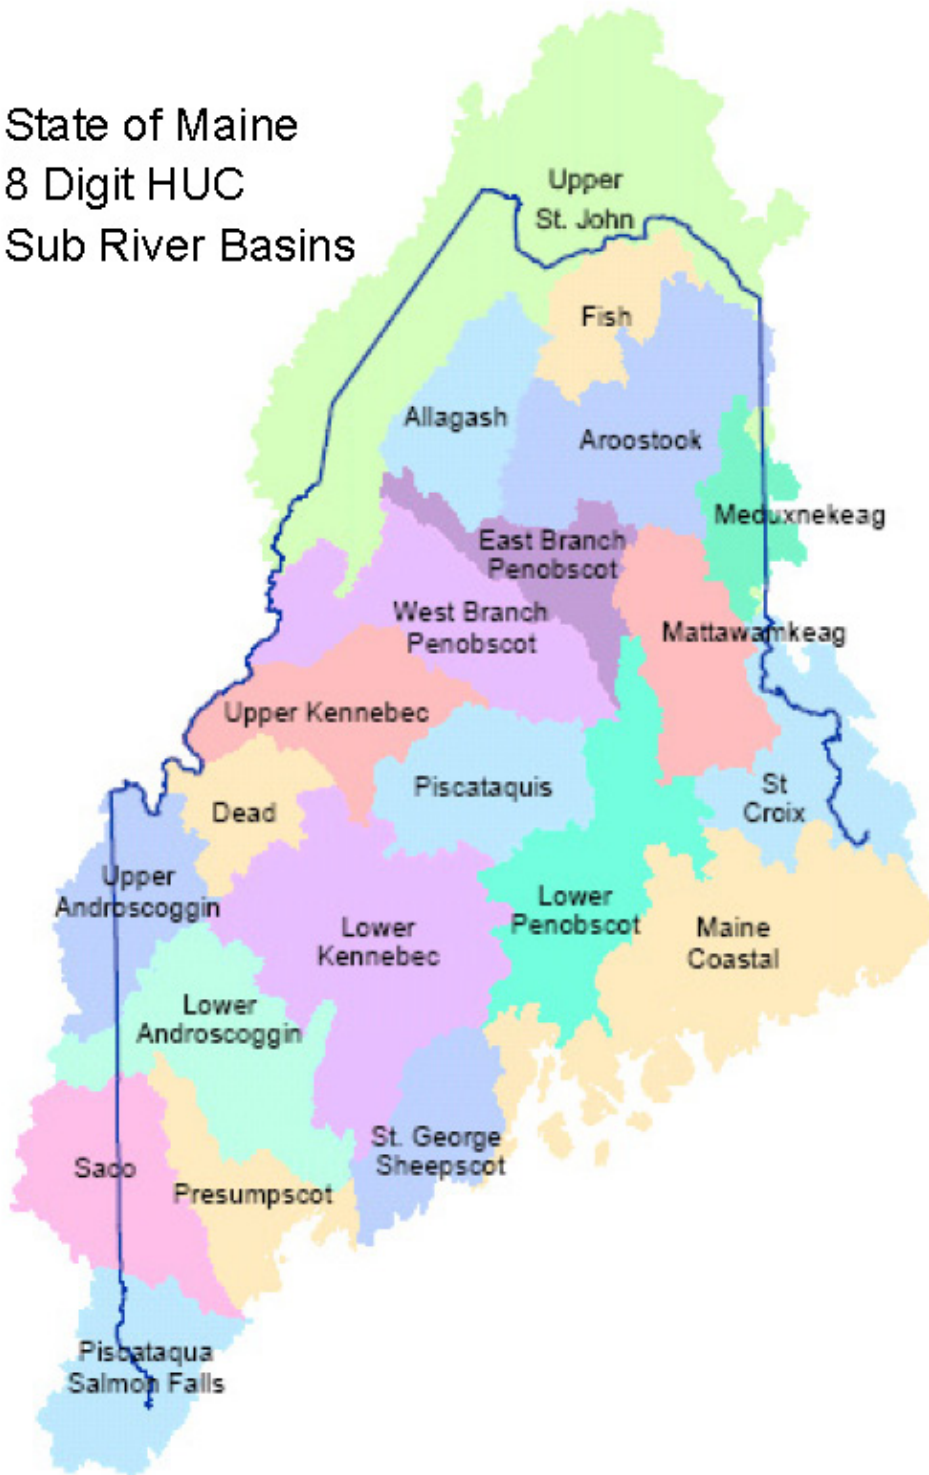 State of Maine
8 Digit HUC
Sub River Basins
Upper
St. John
Fish
Allagash
Aroostook
Meduxnekeag
East Branch
Penobscot
West Branch
Penobscot
Mattawamkeag
Upper Kennebec
Piscataquis
St
Croix
Dead
Upper
Androscoggin
Lower
Kennebec
Lower
Penobscot
Maine
Coastal
Lower
Androscoggin
St. George
Sheepscot
Saco
Presumpscot
Piscataqua
Salmon Falls